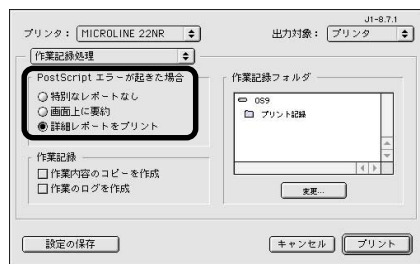 J1-8.7.1
プリンタ： MICROLINE 22NR 出力対象： プリンタ
作業記録処理
PostScript エラーが起きた場合
特別なレポートなし
画面上に要約
詳細レポートをプリント
作業記録
作業内容のコピーを作成
作業のログを作成
作業記録フォルダ
OS9
プリント記録
変更...
設定の保存 キャンセル プリント